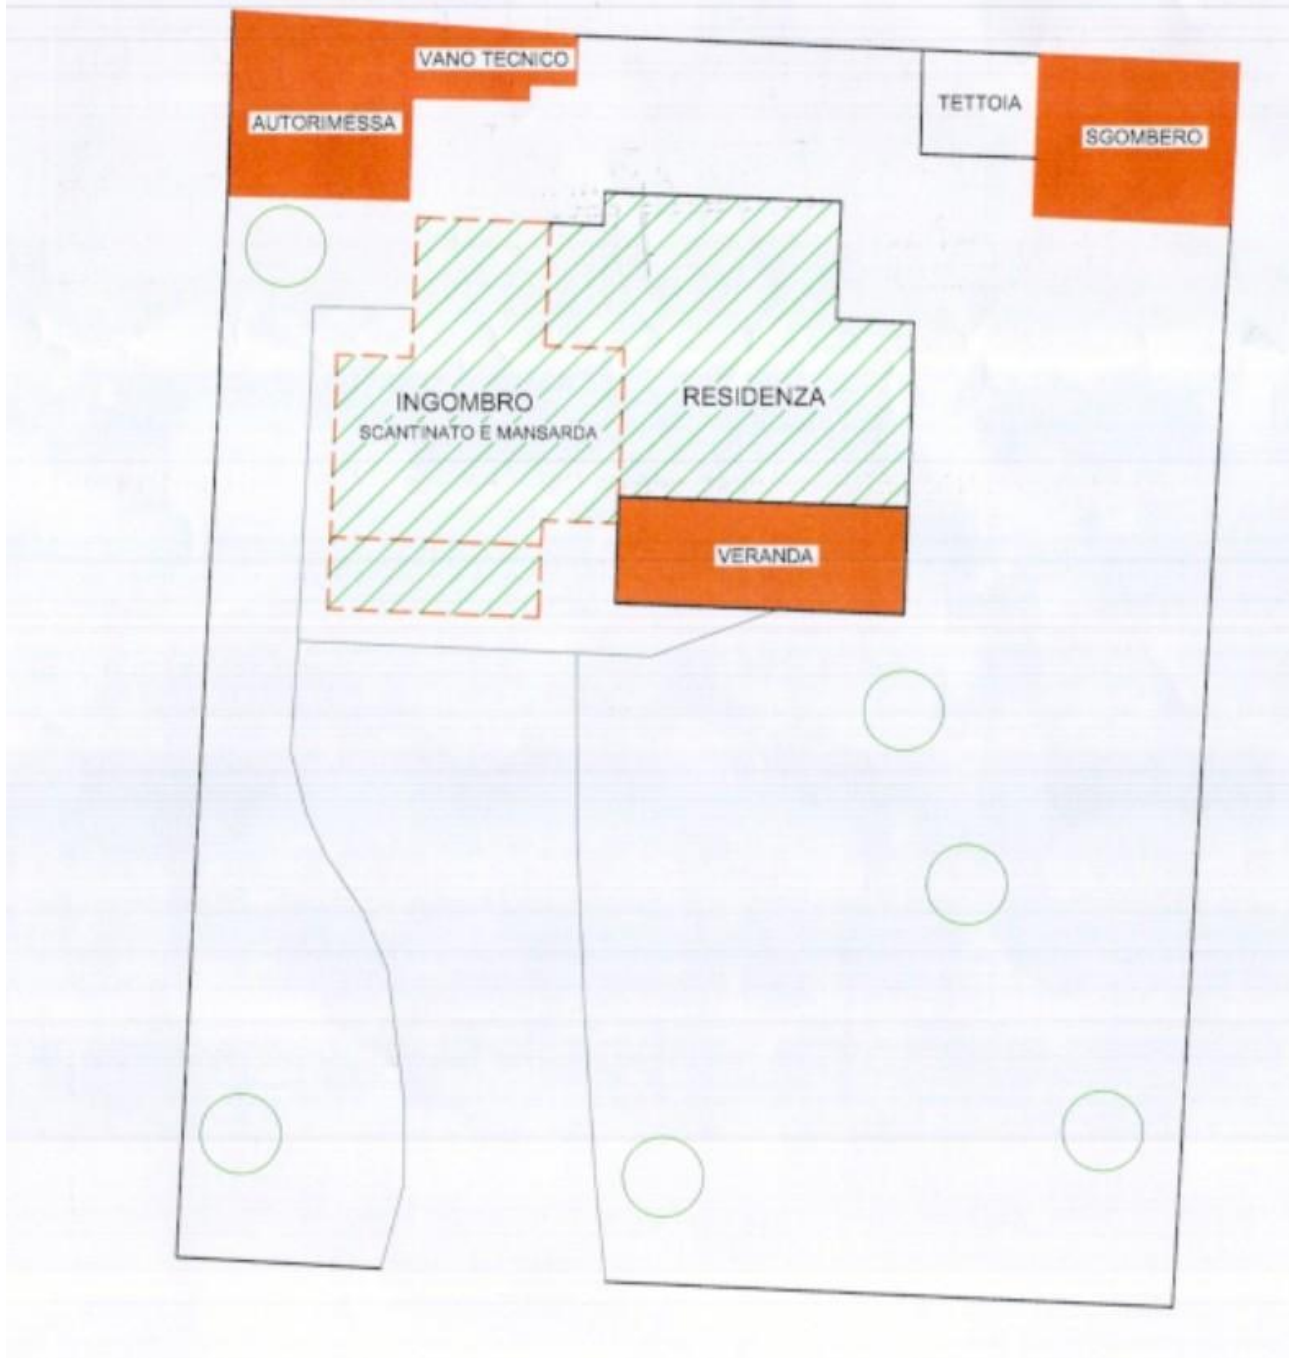 VANO TECNICO
AUTORIMESSA
TETTOIA
SGOMBERO
INGOMBRO
SCANTINATO E MANSARDA
RESIDENZA
VERANDA